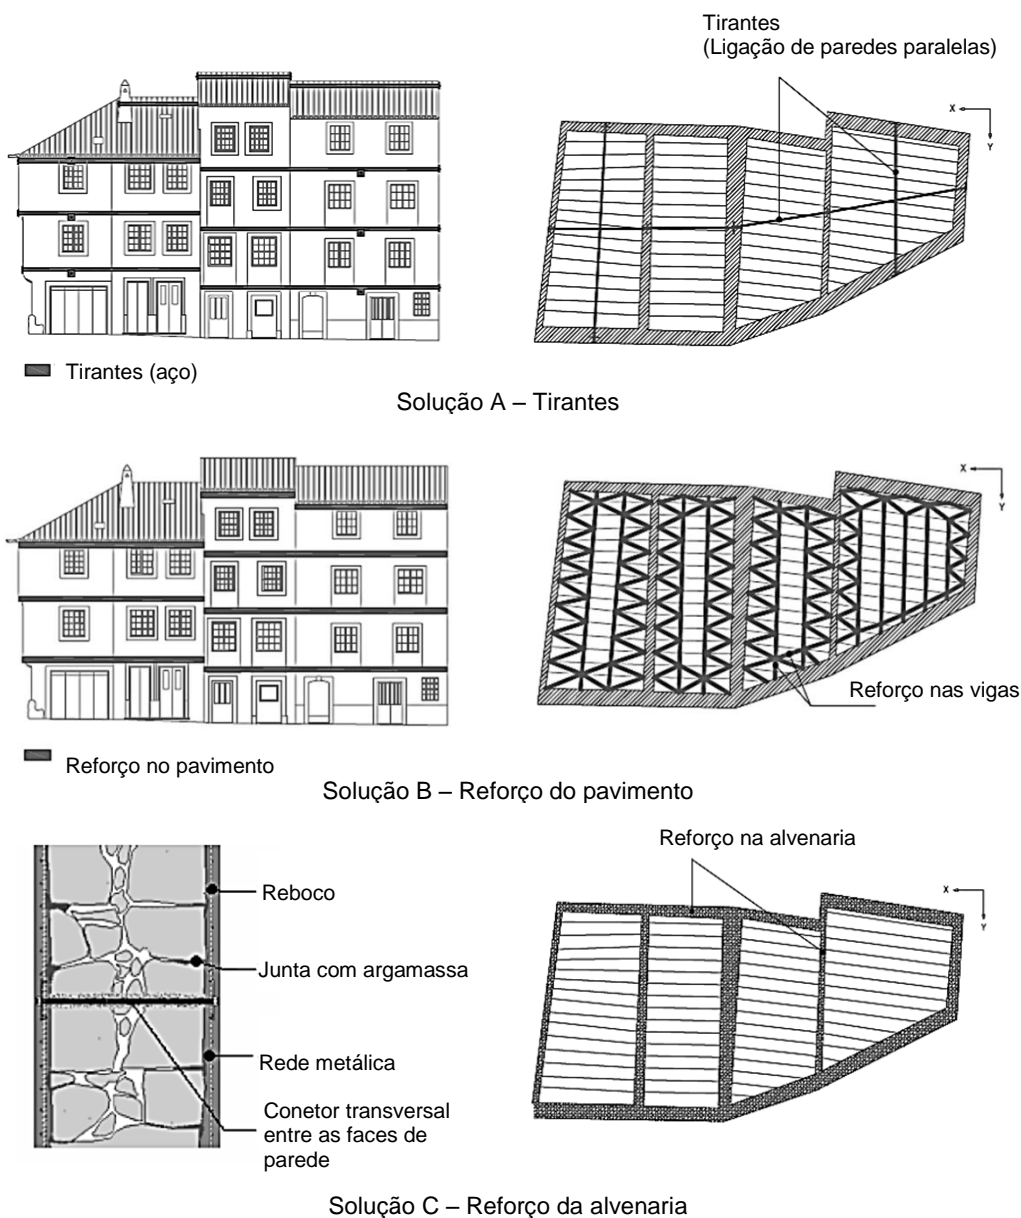 Tirantes
(Ligação de paredes paralelas)
X
Y
Tirantes (aço)
Solução A – Tirantes
X
Y
Reforço nas vigas
Reforço no pavimento
Solução B – Reforço do pavimento
Reforço na alvenaria
Reboco
X
Y
Junta com argamassa
Rede metálica
Conetor transversal
entre as faces de
parede
Solução C – Reforço da alvenaria